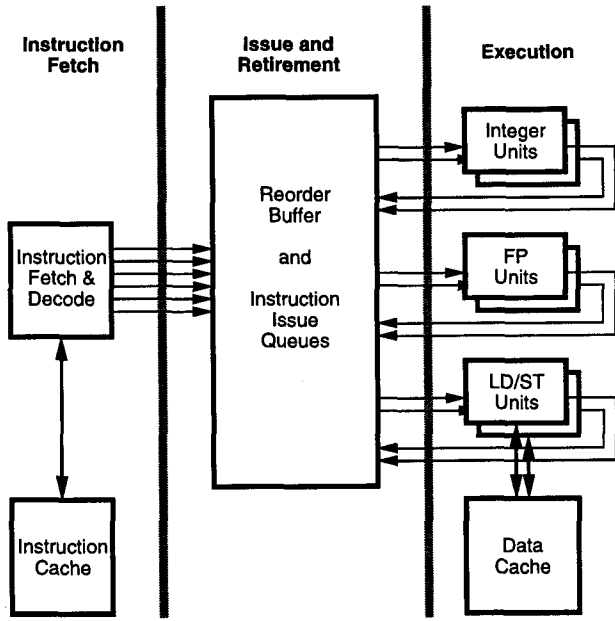 Instruction
Fetch
Issue and
Retirement
Execution
Instruction
Fetch &
Decode
Instruction
Cache
Reorder
Buffer
and
Instruction
Issue
Queues
Integer
Units
FP
Units
LD/ST
Units
Data
Cache